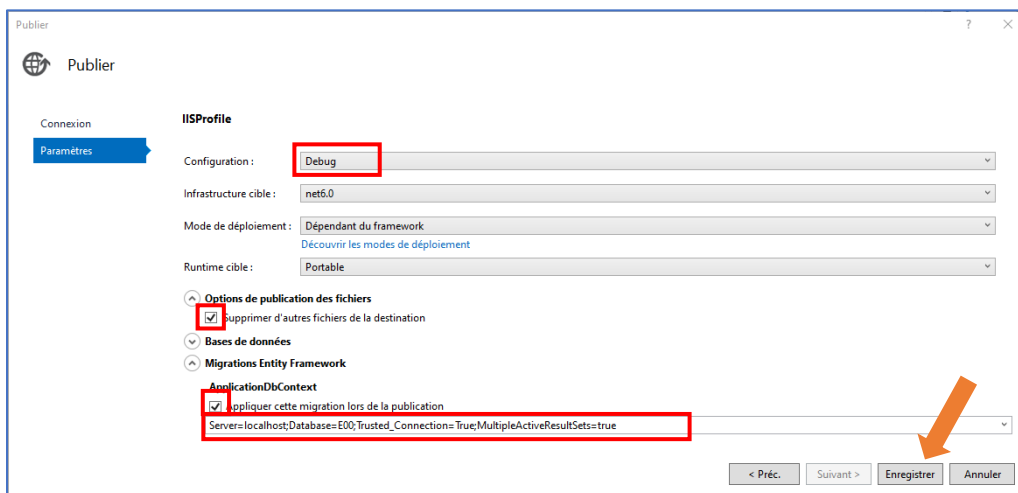 Publier
?
Publier
Connexion
Paramètres
IISProfile
Configuration :
Debug
Infrastructure cible :
net6.0
Mode de déploiement :
Dépendant du framework
Découvrir les modes de déploiement
Runtime cible :
Portable
Options de publication des fichiers
Supprimer d'autres fichiers de la destination
Bases de données
Migrations Entity Framework
ApplicationDbContext
Appliquer cette migration lors de la publication
Server=localhost;Database=E00;Trusted_Connection=True;MultipleActiveResultSets=true
< Préc.
Suivant >
Enregistrer
Annuler